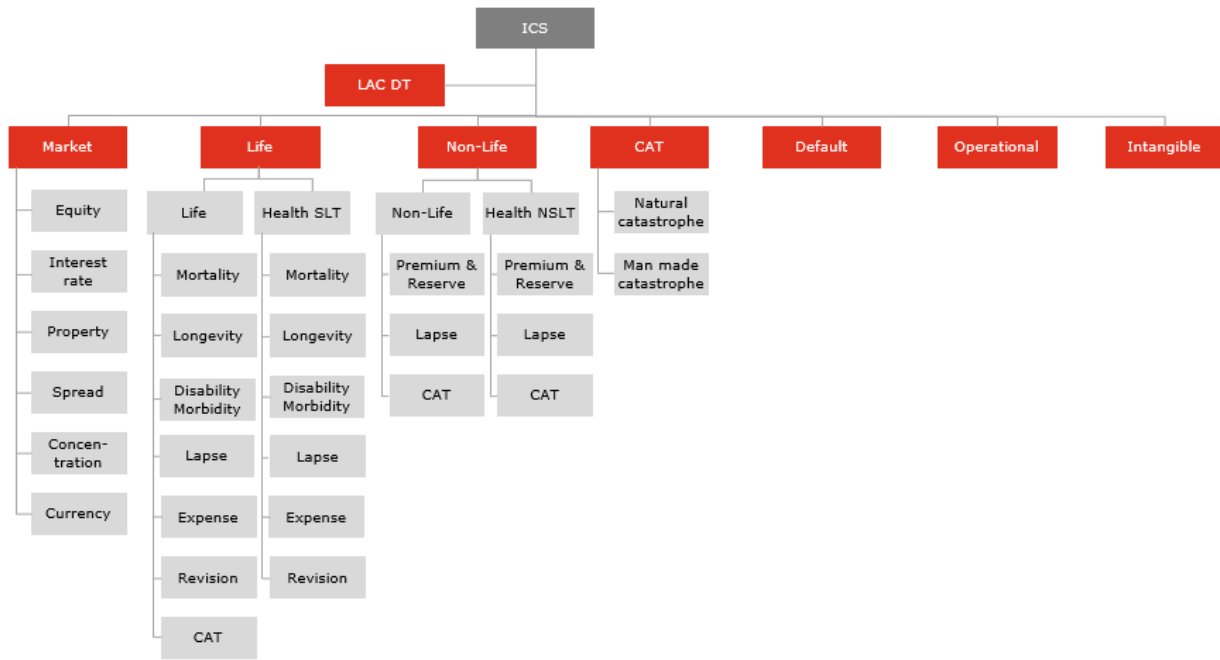 ICS
LAC DT
Market
Life
Non-Life
CAT
Default
Operational
Intangible
Equity
Interest
rate
Property
Spread
Concen-
tration
Currency
Life
Mortality
Longevity
Disability
Morbidity
Lapse
Expense
Revision
CAT
Health SLT
Mortality
Longevity
Disability
Morbidity
Lapse
Expense
Revision
Non-Life
Premium &
Reserve
Lapse
CAT
Health NSLT
Premium &
Reserve
Lapse
CAT
Natural
catastrophe
Man made
catastrophe